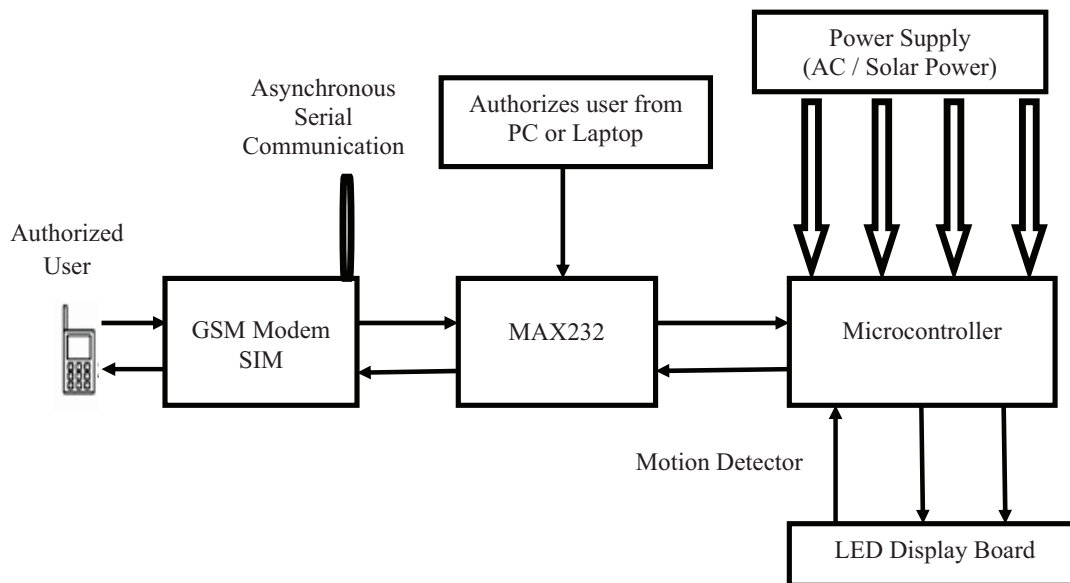 Power Supply
(AC / Solar Power)
Asynchronous
Serial
Communication
Authorizes user from
PC or Laptop
Authorized
User
GSM Modem
SIM
MAX232
Microcontroller
Motion Detector
LED Display Board